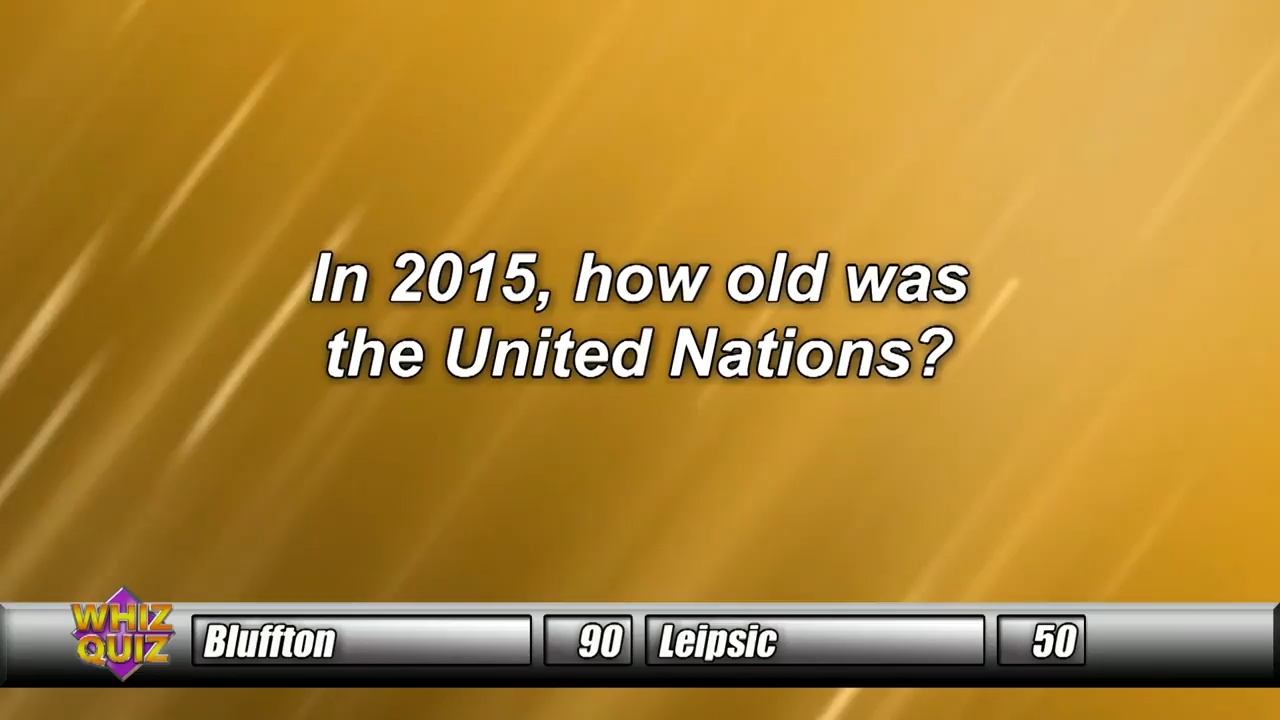 In 2015, how old was
the United Nations?
WHIZ
QUIZ
Bluffton 90 Leipsic 50